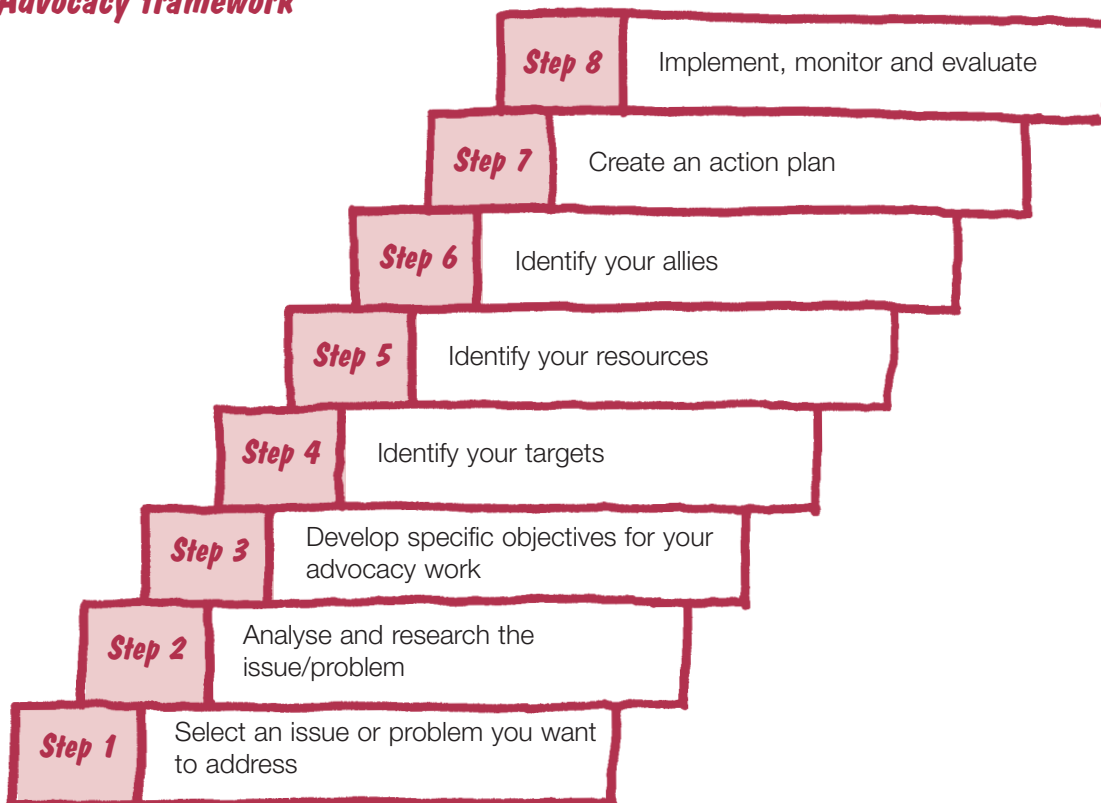 Advocacy framework
Step 8 Implement, monitor and evaluate
Step 7 Create an action plan
Step 6 Identify your allies
Step 5 Identify your resources
Step 4 Identify your targets
Step 3 Develop specific objectives for your
advocacy work
Step 2 Analyse and research the
issue/problem
Step 1 Select an issue or problem you want
to address